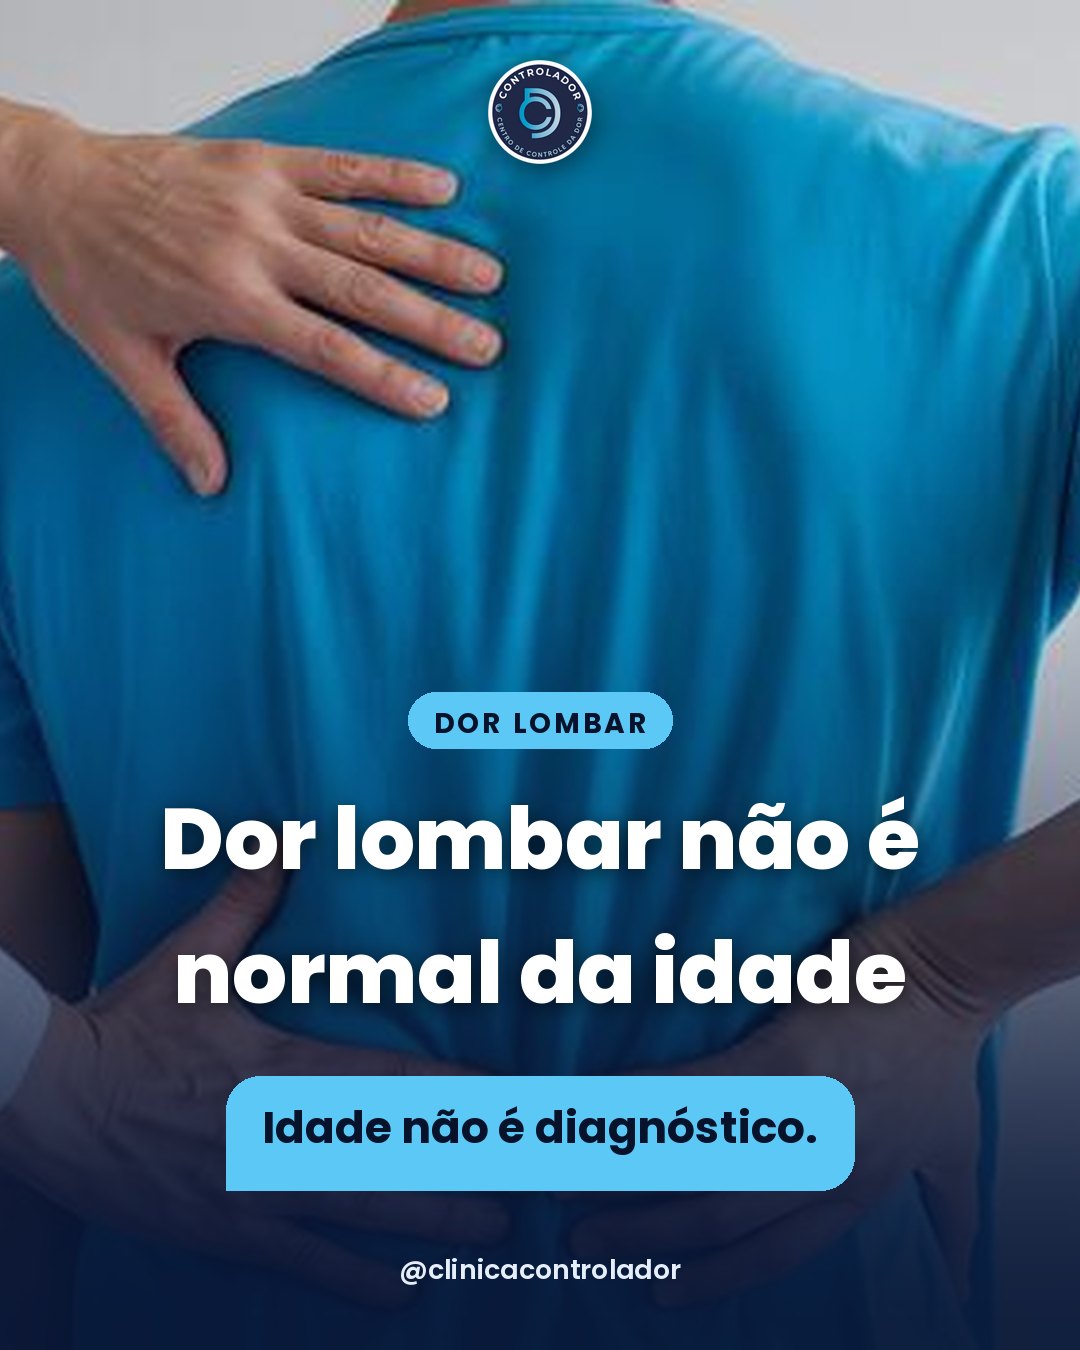 CONTROLADOR
CENTRO DE CONTROLE DA DOR
DOR LOMBAR
Dor lombar não é
normal da idade
Idade não é diagnóstico.
@clinicacontrolador